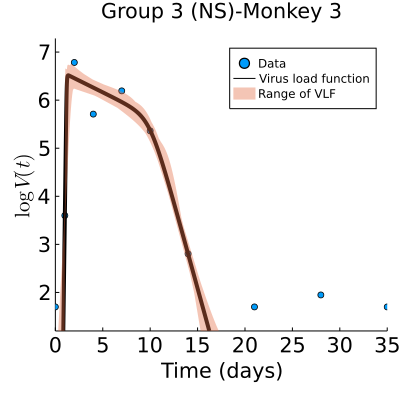 Group 3 (NS)-Monkey 3
Data
Virus load function
Range of VLF
log V(t)
7
6
5
4
3
2
0 5 10 15 20 25 30 35
Time (days)